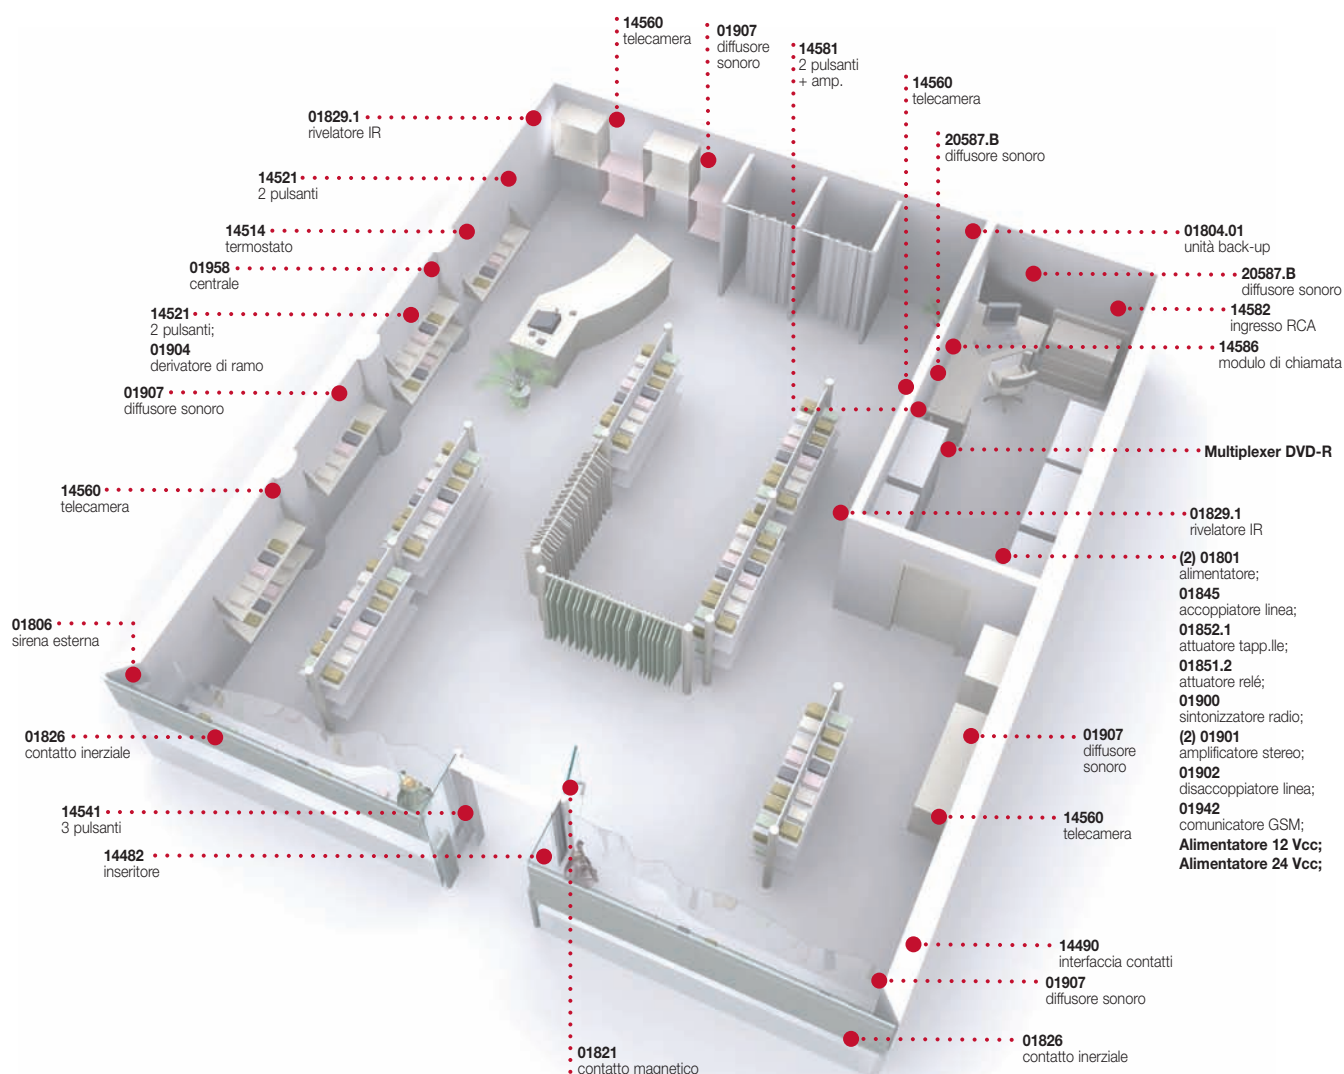 14560
telecamera
01907
diffusore
sonoro
14581
2 pulsanti
+ amp.
14560
telecamera
20587.B
diffusore sonoro
01829.1
rivelatore IR
14521
2 pulsanti
14514
termostato
01958
centrale
14521
2 pulsanti;
01904
derivatore di ramo
01907
diffusore sonoro
14560
telecamera
01806
sirena esterna
01826
contatto inerziale
14541
3 pulsanti
14482
inseritore
01804.01
unità back-up
20587.B
diffusore sonoro
14582
ingresso RCA
14586
modulo di chiamata
Multiplexer DVD-R
01829.1
rivelatore IR
(2) 01801
alimentatore;
01845
accoppiatore linea;
01852.1
attuatore tapp.lle;
01851.2
attuatore relé;
01900
sintonizzatore radio;
(2) 01901
amplificatore stereo;
01902
disaccoppiatore linea;
01942
comunicatore GSM;
Alimentatore 12 Vcc;
Alimentatore 24 Vcc;
01907
diffusore
sonoro
14560
telecamera
14490
interfaccia contatti
01907
diffusore sonoro
01826
contatto inerziale
01821
contatto magnetico